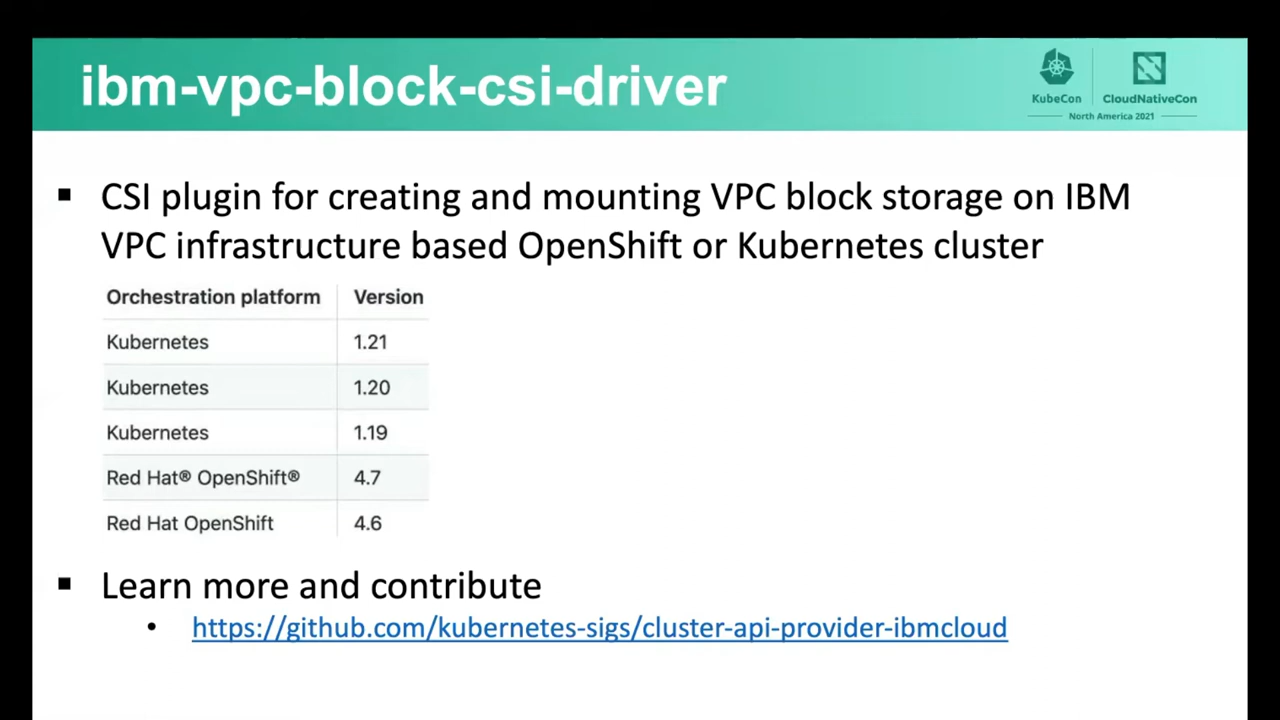 ibm-vpc-block-csi-driver
KubeCon
CloudNativeCon
North America 2021
▪ CSI plugin for creating and mounting VPC block storage on IBM
VPC infrastructure based OpenShift or Kubernetes cluster
Orchestration platform Version
Kubernetes 1.21
Kubernetes 1.20
Kubernetes 1.19
Red Hat® OpenShift® 4.7
Red Hat OpenShift 4.6
▪ Learn more and contribute
• https://github.com/kubernetes-sigs/cluster-api-provider-ibmcloud